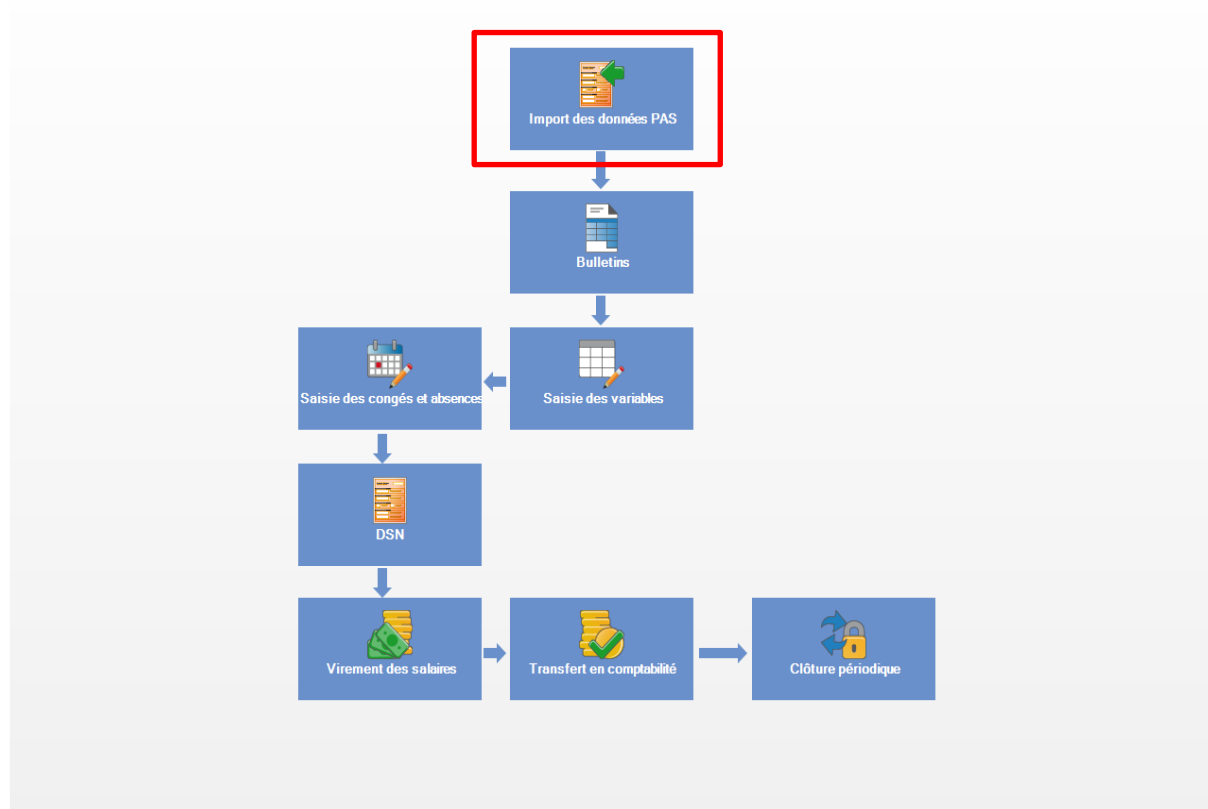 Import des données PAS
Bulletins
Saisie des congés et absences
Saisie des variables
DSN
Virement des salaires
Transfert en comptabilité
Clôture périodique